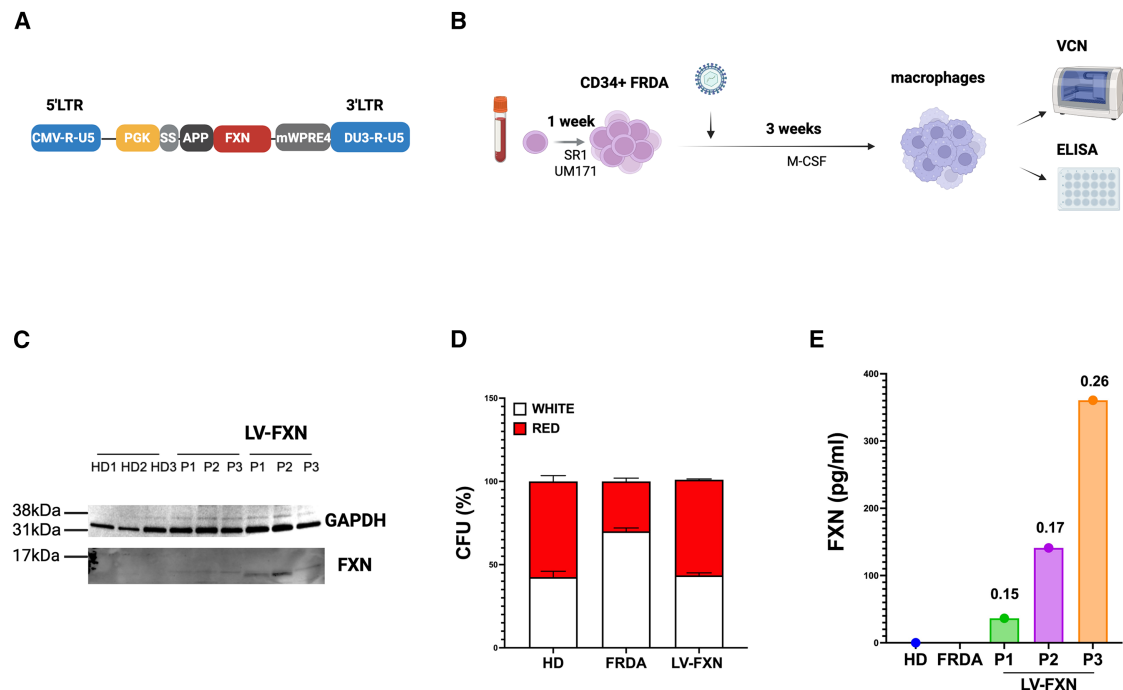 A
5'LTR
3'LTR
CMV-R-U5
PGK
SS
APP
FXN
mWPRE4
DU3-R-U5
B
CD34+ FRDA
1 week
SR1
UM171
3 weeks
M-CSF
macrophages
VCN
ELISA
C
LV-FXN
HD1 HD2 HD3 P1 P2 P3 P1 P2 P3
38kDa
31kDa
GAPDH
17kDa
FXN
D
CFU (%)
150
100
50
0
WHITE
RED
HD FRDA LV-FXN
E
FXN (pg/ml)
400
300
200
100
0
0.15
0.17
0.26
HD FRDA P1 P2 P3
LV-FXN